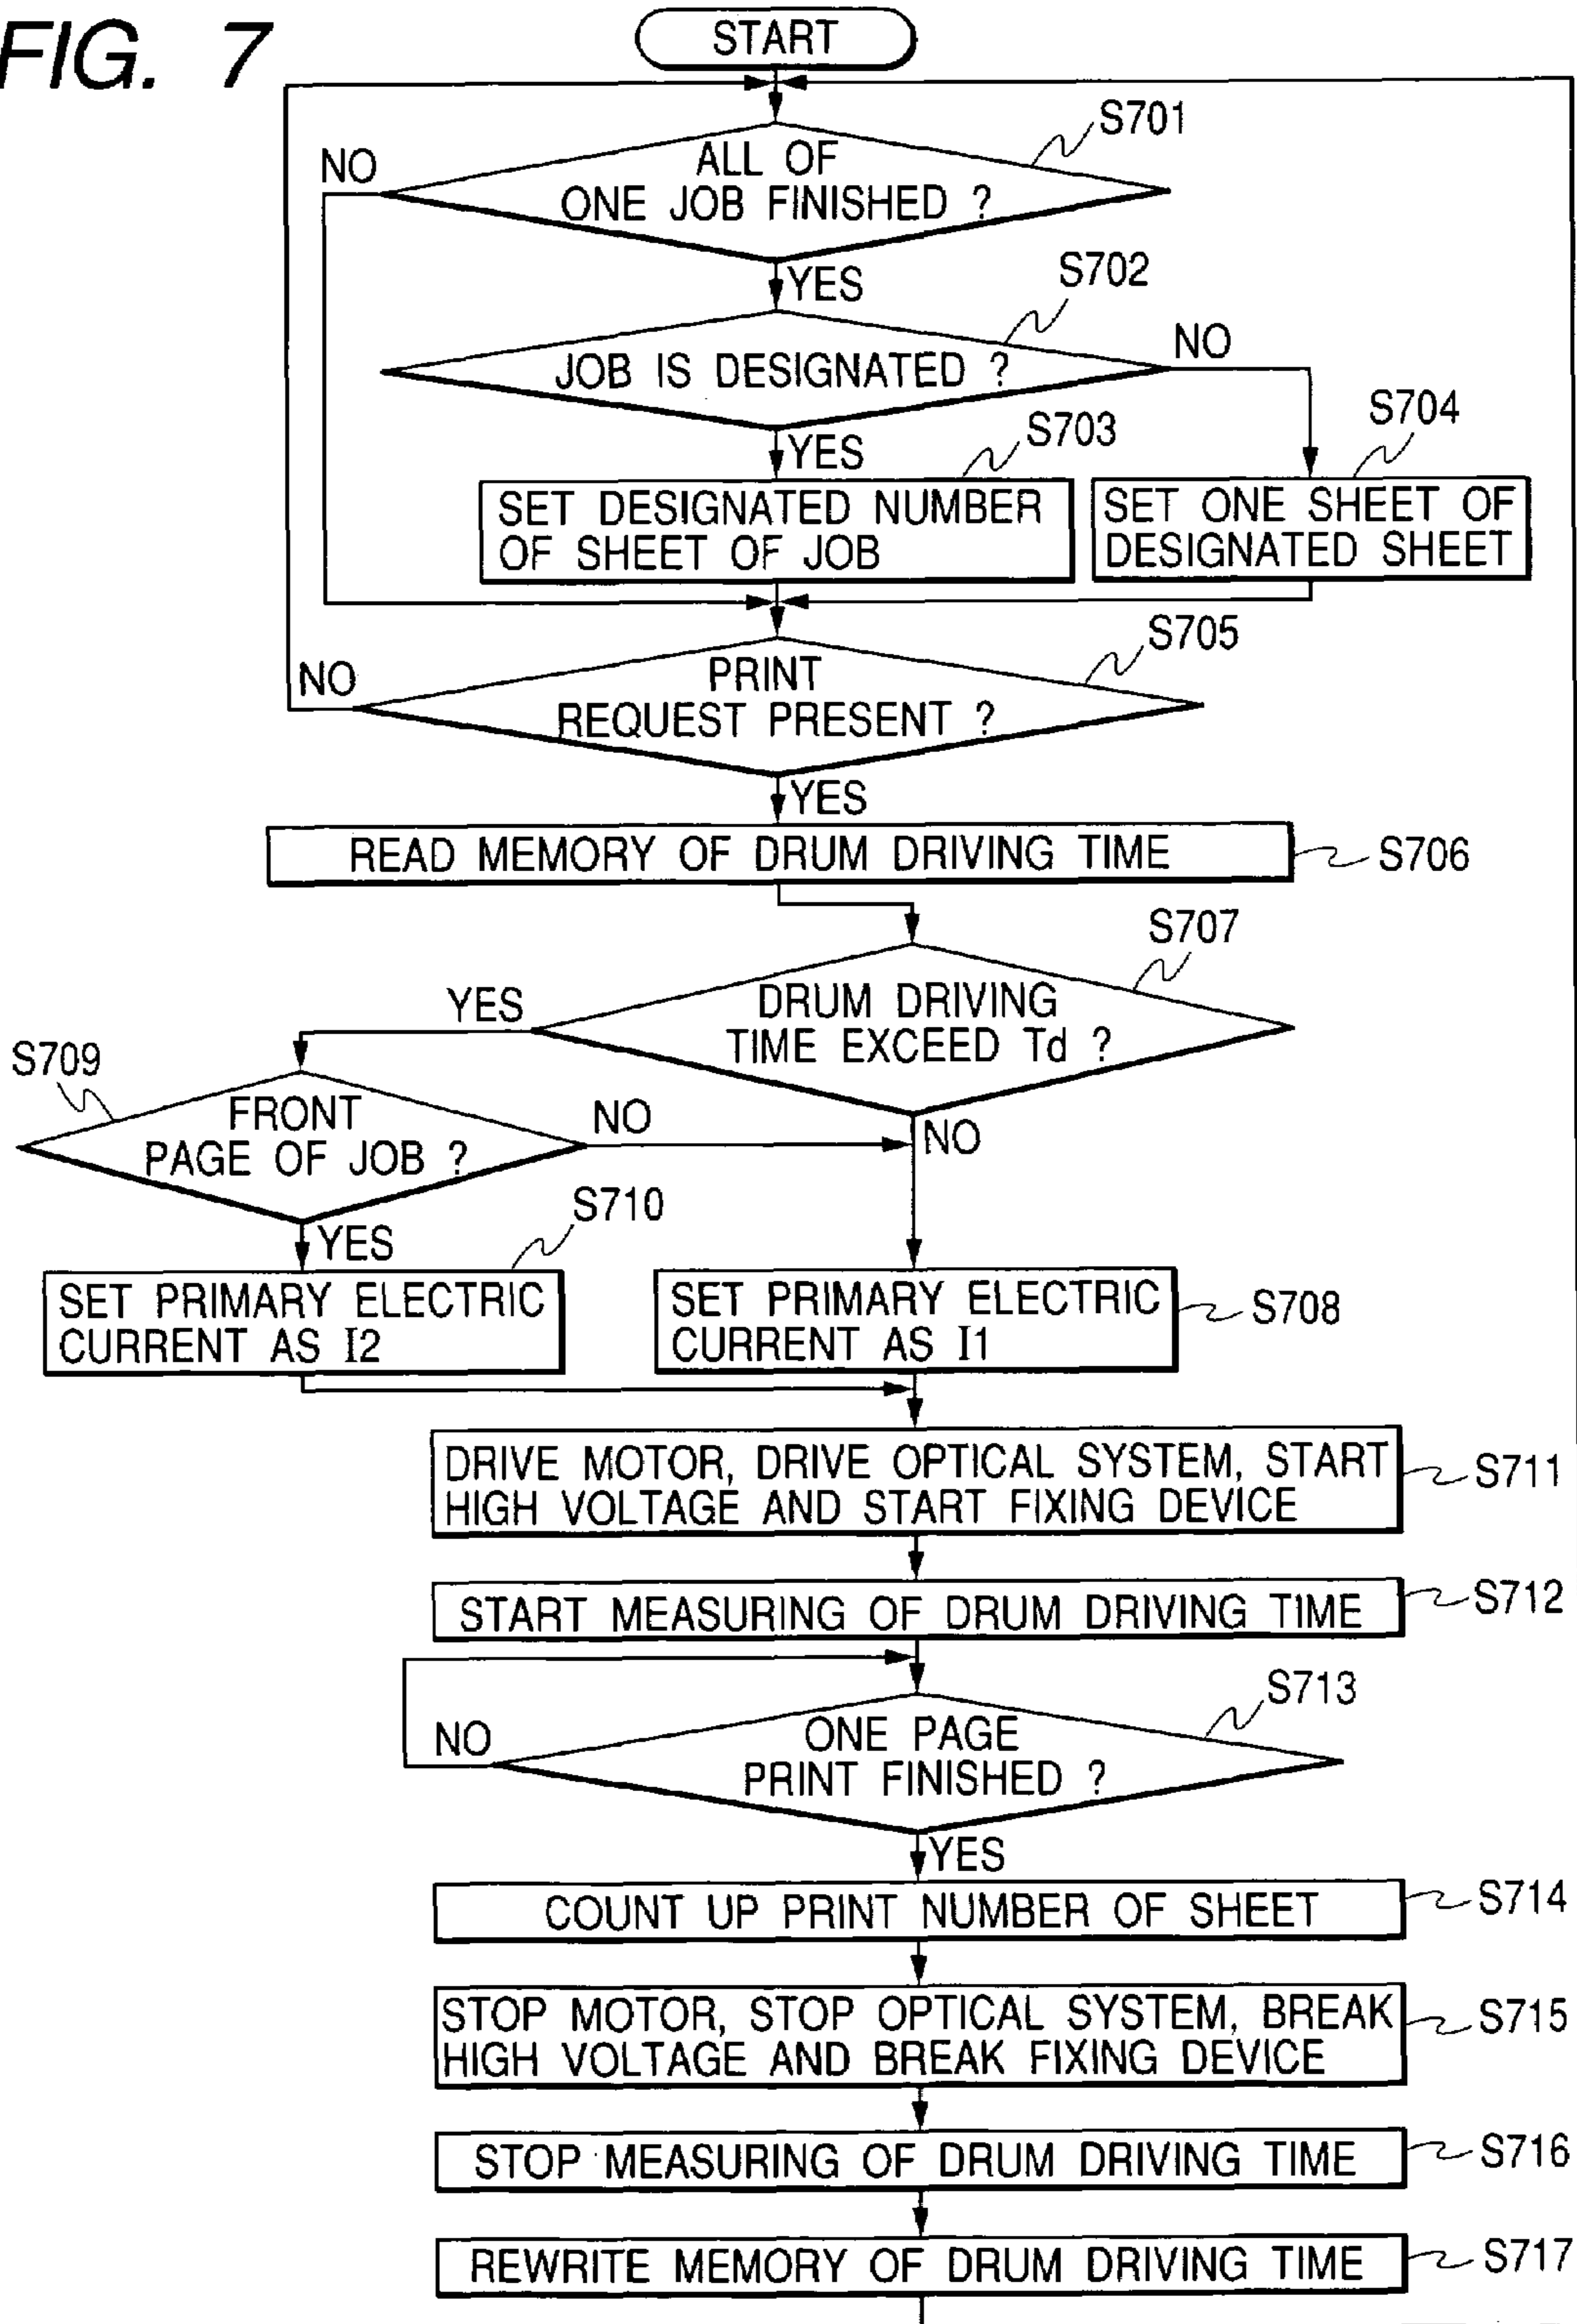 FIG. 7
START
S701
NO
ALL OF
ONE JOB FINISHED ?
YES
S702
JOB IS DESIGNATED ?
NO
YES
S703
S704
SET DESIGNATED NUMBER
OF SHEET OF JOB
SET ONE SHEET OF
DESIGNATED SHEET
S705
NO
PRINT
REQUEST PRESENT ?
YES
READ MEMORY OF DRUM DRIVING TIME
S706
S707
YES
DRUM DRIVING
TIME EXCEED Td ?
S709
FRONT
PAGE OF JOB ?
NO
NO
YES
S710
SET PRIMARY ELECTRIC
CURRENT AS I2
SET PRIMARY ELECTRIC
CURRENT AS I1
S708
DRIVE MOTOR, DRIVE OPTICAL SYSTEM, START
HIGH VOLTAGE AND START FIXING DEVICE
S711
START MEASURING OF DRUM DRIVING TIME
S712
S713
NO
ONE PAGE
PRINT FINISHED ?
YES
COUNT UP PRINT NUMBER OF SHEET
S714
STOP MOTOR, STOP OPTICAL SYSTEM, BREAK
HIGH VOLTAGE AND BREAK FIXING DEVICE
S715
STOP MEASURING OF DRUM DRIVING TIME
S716
REWRITE MEMORY OF DRUM DRIVING TIME
S717